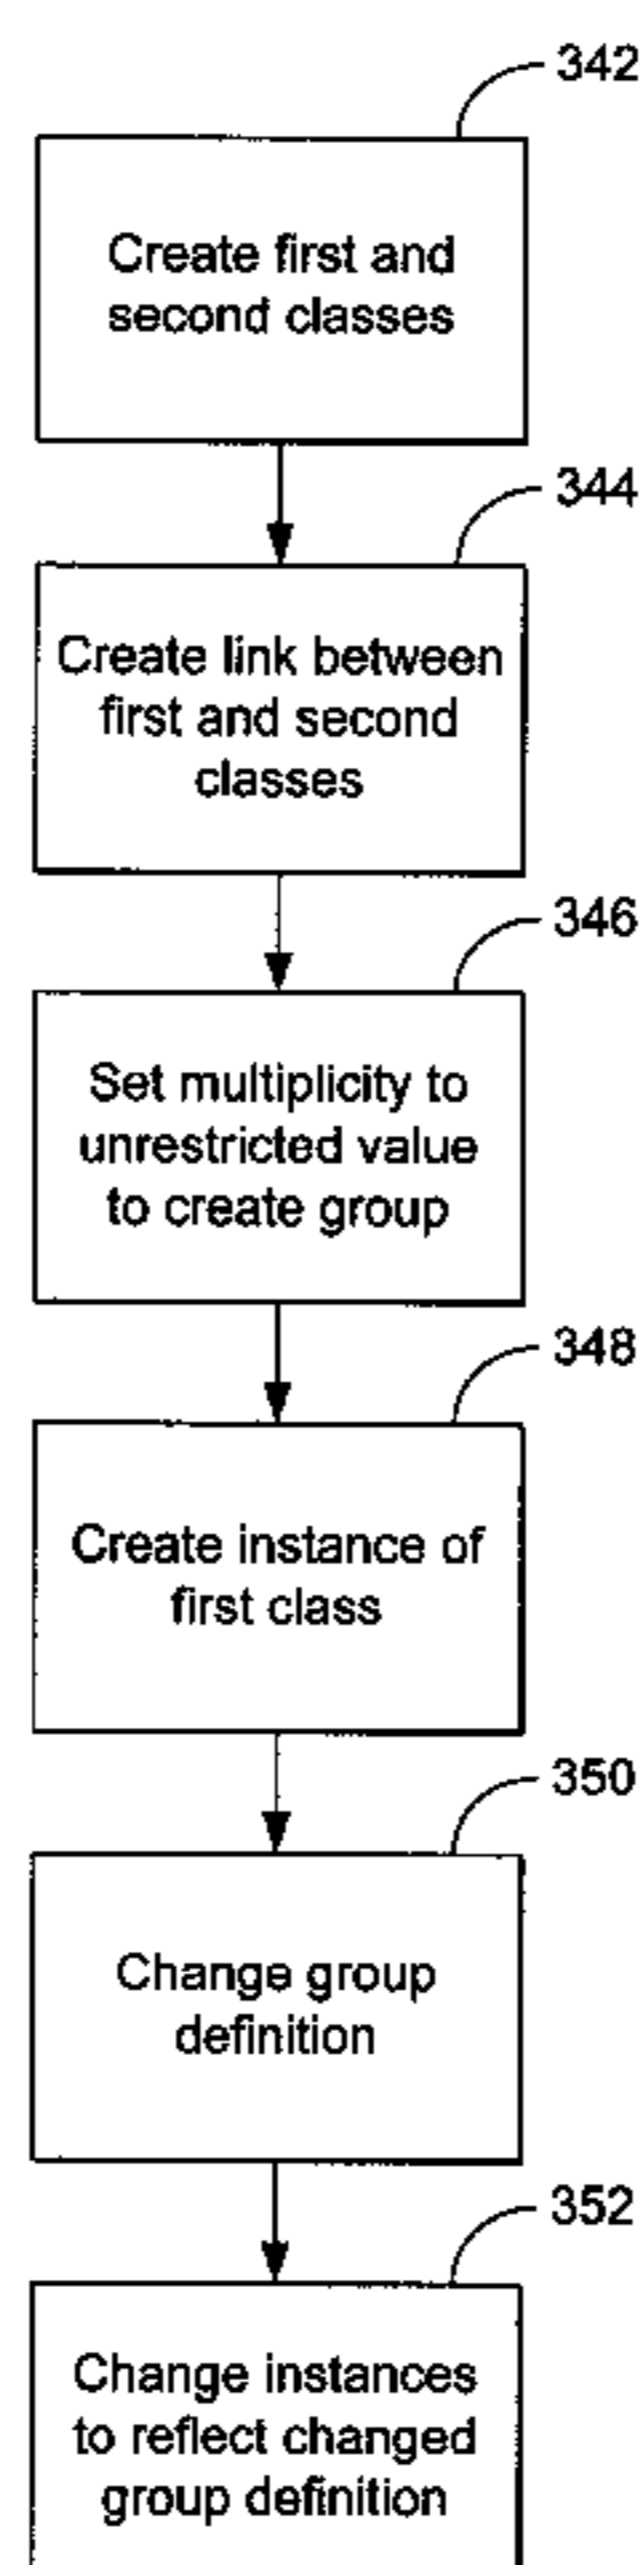 342
Create first and
second classes
344
Create link between
first and second
classes
346
Set multiplicity to
unrestricted value
to create group
348
Create instance of
first class
350
Change group
definition
352
Change instances
to reflect changed
group definition